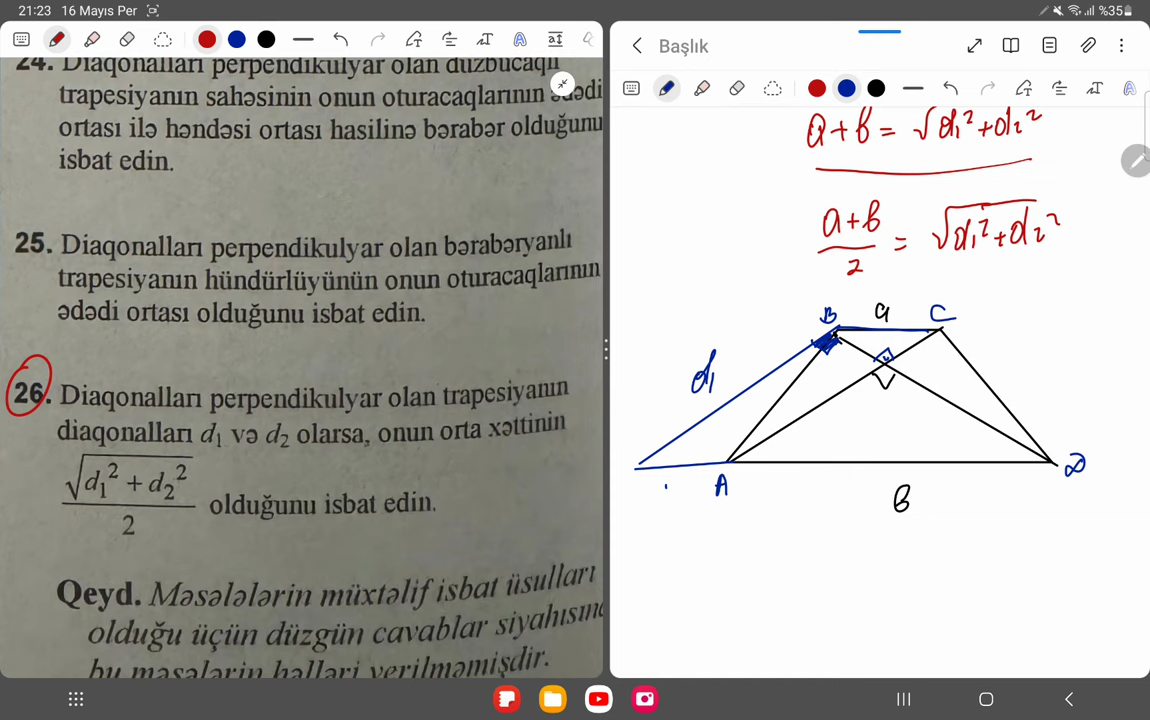 21:23 16 Mayıs Per
%35
24. Diaqonalları perpendikulyar olan düzbucaqlı
trapesiyanın sahəsinin onun oturacaqlarının ədədi
ortası ilə həndəsi ortası hasilinə bərabər olduğunu
isbat edin.
25. Diaqonalları perpendikulyar olan bərabəryanlı
trapesiyanın hündürlüyünün onun oturacaqlarının
ədədi ortası olduğunu isbat edin.
26. Diaqonalları perpendikulyar olan trapesiyanın
diaqonalları d₁ və d₂ olarsa, onun orta xəttinin
√(d₁² + d₂²) / 2 olduğunu isbat edin.
Qeyd. Məsələlərin müxtəlif isbat üsulları
olduğu üçün düzgün cavablar siyahısında
bu məsələrin həlləri verilməmişdir.
Başlık
a+b = √d₁²+d₂²
(a+b)/2 = √d₁²+d₂²
B a C
d₁
A D
b